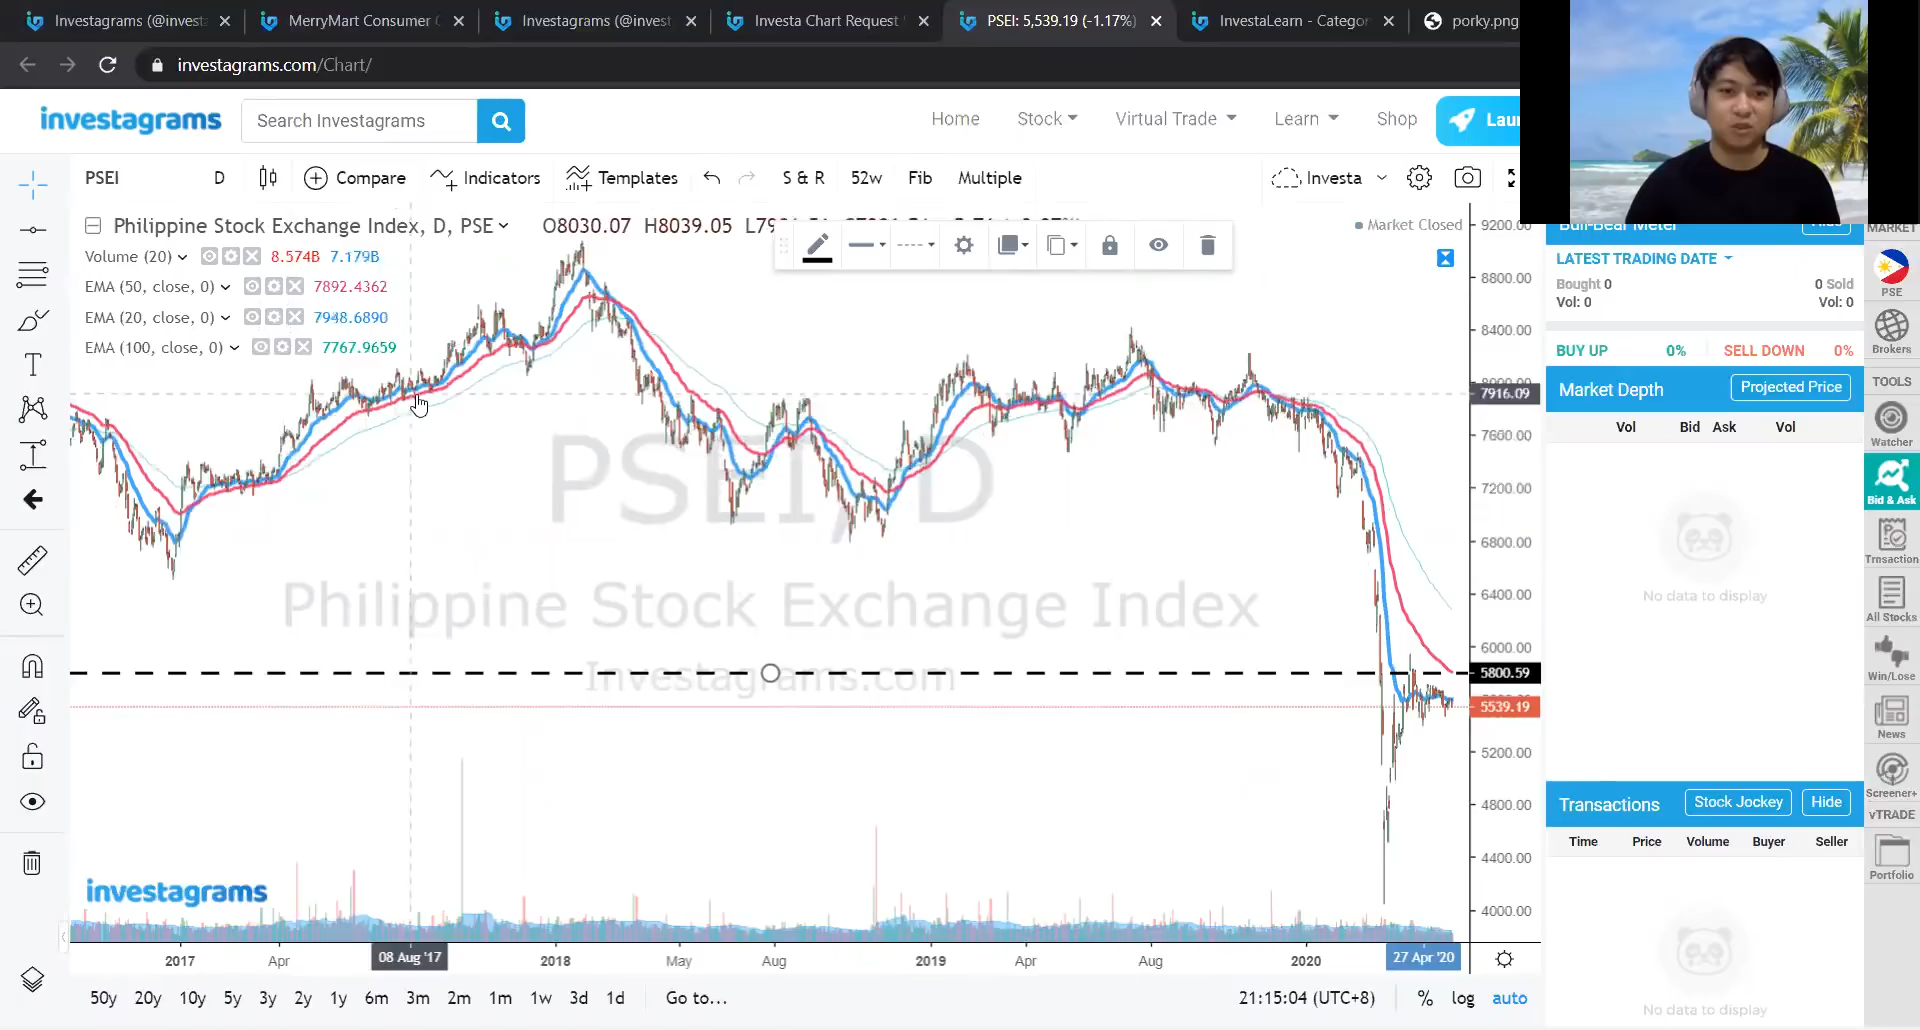 Investagrams (@investa
MerryMart Consumer C
Investagrams (@invest
Investa Chart Request
PSEI: 5,539.19 (-1.17%)
InvestaLearn - Categor
porky.png
investagrams.com/Chart/
investagrams
Search Investagrams
Home
Stock
Virtual Trade
Learn
Shop
Lau
PSEI
D
Compare
Indicators
Templates
S & R
52w
Fib
Multiple
Investa
Philippine Stock Exchange Index, D, PSE
O8030.07 H8039.05
Market Closed
Volume (20)
8.574B 7.179B
EMA (50, close, 0)
7892.4362
EMA (20, close, 0)
7948.6890
EMA (100, close, 0)
7767.9659
PSEI, D
Philippine Stock Exchange Index
Investagrams.com
9200.00
8800.00
8400.00
8000.00
7916.09
7600.00
7200.00
6800.00
6400.00
6000.00
5800.59
5539.19
5200.00
4800.00
4400.00
4000.00
investagrams
2017
Apr
08 Aug '17
2018
May
Aug
2019
Apr
Aug
2020
27 Apr '20
50y 20y 10y 5y 3y 2y 1y 6m 3m 2m 1m 1w 3d 1d
Go to...
21:15:04 (UTC+8)
% log auto
Bull-Bear Meter
Hide
LATEST TRADING DATE
Bought 0
0 Sold
Vol: 0
Vol: 0
BUY UP 0%
SELL DOWN 0%
Market Depth
Projected Price
Vol Bid Ask Vol
No data to display
Transactions
Stock Jockey
Hide
Time Price Volume Buyer Seller
No data to display
MARKET
PSE
Brokers
TOOLS
Watcher
Bid & Ask
Trnsaction
All Stocks
Win/Lose
News
Screener+
vTRADE
Portfolio